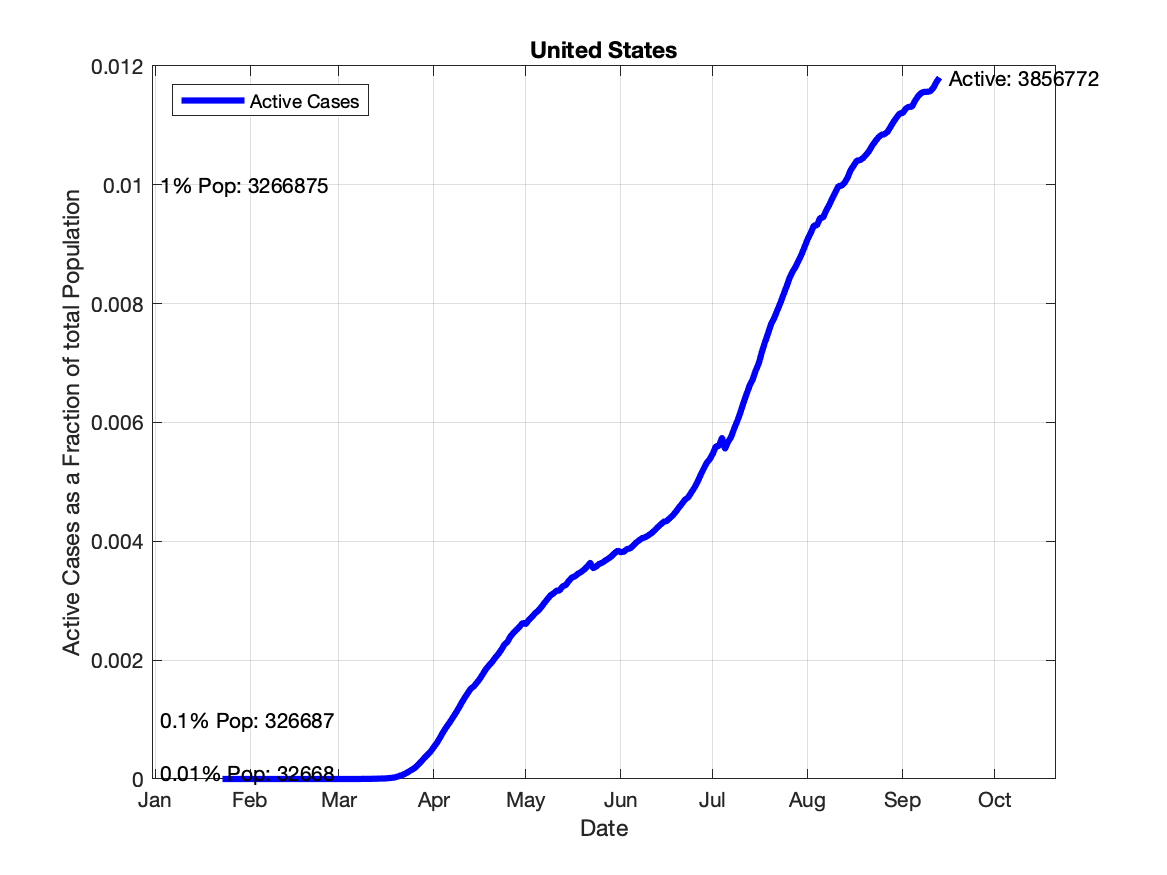 United States
0.012
Active: 3856772
Active Cases
0.01
1% Pop: 3266875
0.008
0.006
0.004
0.002
0.1% Pop: 326687
0.01% Pop: 32668
0
Active Cases as a Fraction of total Population
Jan Feb Mar Apr May Jun Jul Aug Sep Oct
Date